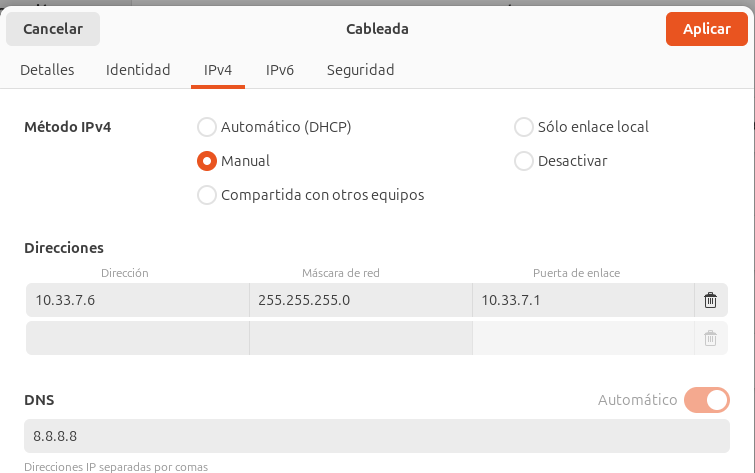 Cancelar Cableada Aplicar
Detalles Identidad IPv4 IPv6 Seguridad
Método IPv4 Automático (DHCP) Sólo enlace local
Manual Desactivar
Compartida con otros equipos
Direcciones
Dirección Máscara de red Puerta de enlace
10.33.7.6 255.255.255.0 10.33.7.1
DNS Automático
8.8.8.8
Direcciones IP separadas por comas